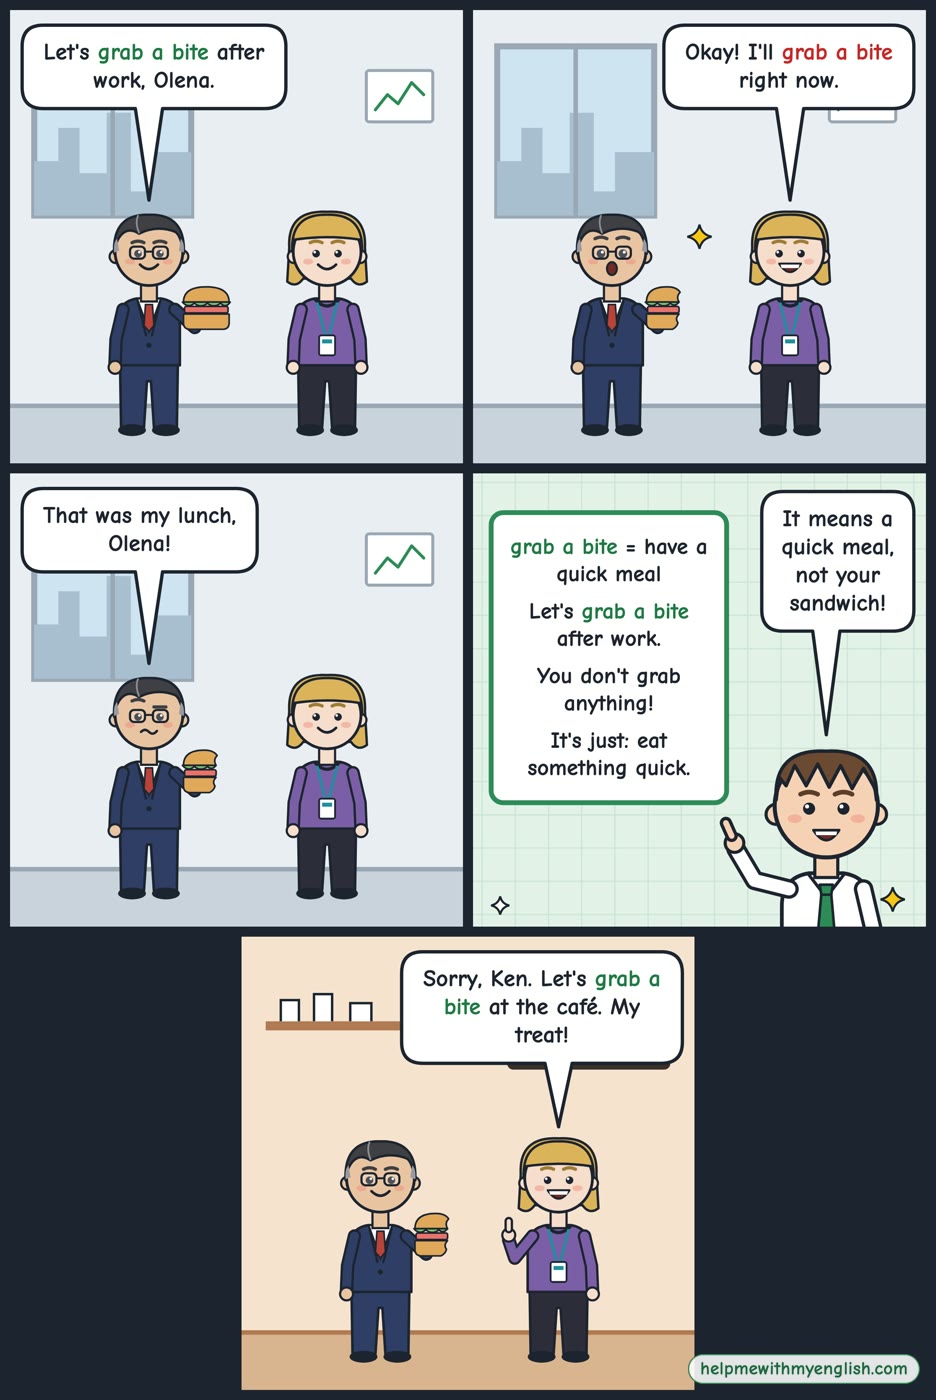 Let's grab a bite after
work, Olena.
Okay! I'll grab a bite
right now.
That was my lunch,
Olena!
grab a bite = have a
quick meal
Let's grab a bite
after work.
You don't grab
anything!
It's just: eat
something quick.
It means a
quick meal,
not your
sandwich!
Sorry, Ken. Let's grab a
bite at the café. My
treat!
helpmewithmyenglish.com